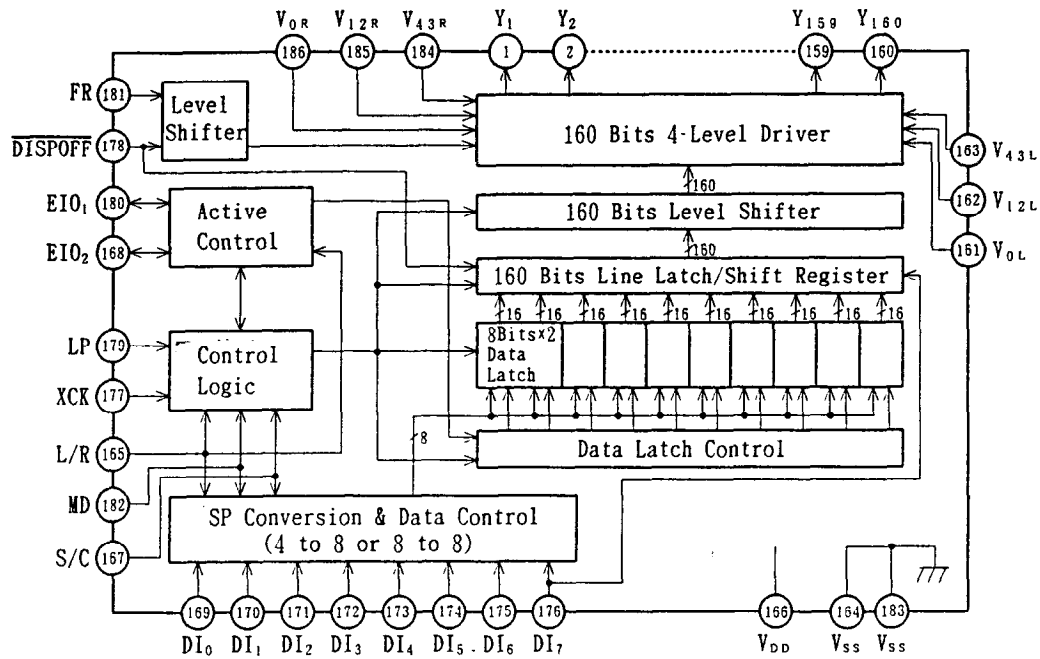 V0R V12R V43R Y1 Y2 Y159 Y160
186 185 184 1 2 159 160
FR 181
Level
Shifter
DISPOFF 178
160 Bits 4-Level Driver
163 V43L
160
EIO1 180
Active
Control
160 Bits Level Shifter
162 V12L
EIO2 168
160
161 V0L
160 Bits Line Latch/Shift Register
16 16 16 16 16 16 16 16 16 16
LP 179
Control
Logic
8Bits×2
Data
Latch
XCK 177
L/R 165
8
Data Latch Control
MD 182
SP Conversion & Data Control
(4 to 8 or 8 to 8)
S/C 167
169 170 171 172 173 174 175 176 166 164 183
DI0 DI1 DI2 DI3 DI4 DI5 DI6 DI7 VDD VSS VSS